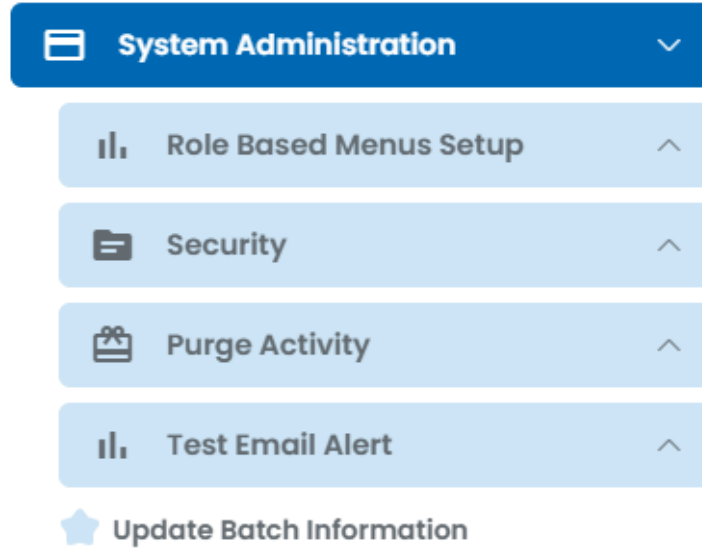 System Administration
Role Based Menus Setup
Security
Purge Activity
Test Email Alert
Update Batch Information